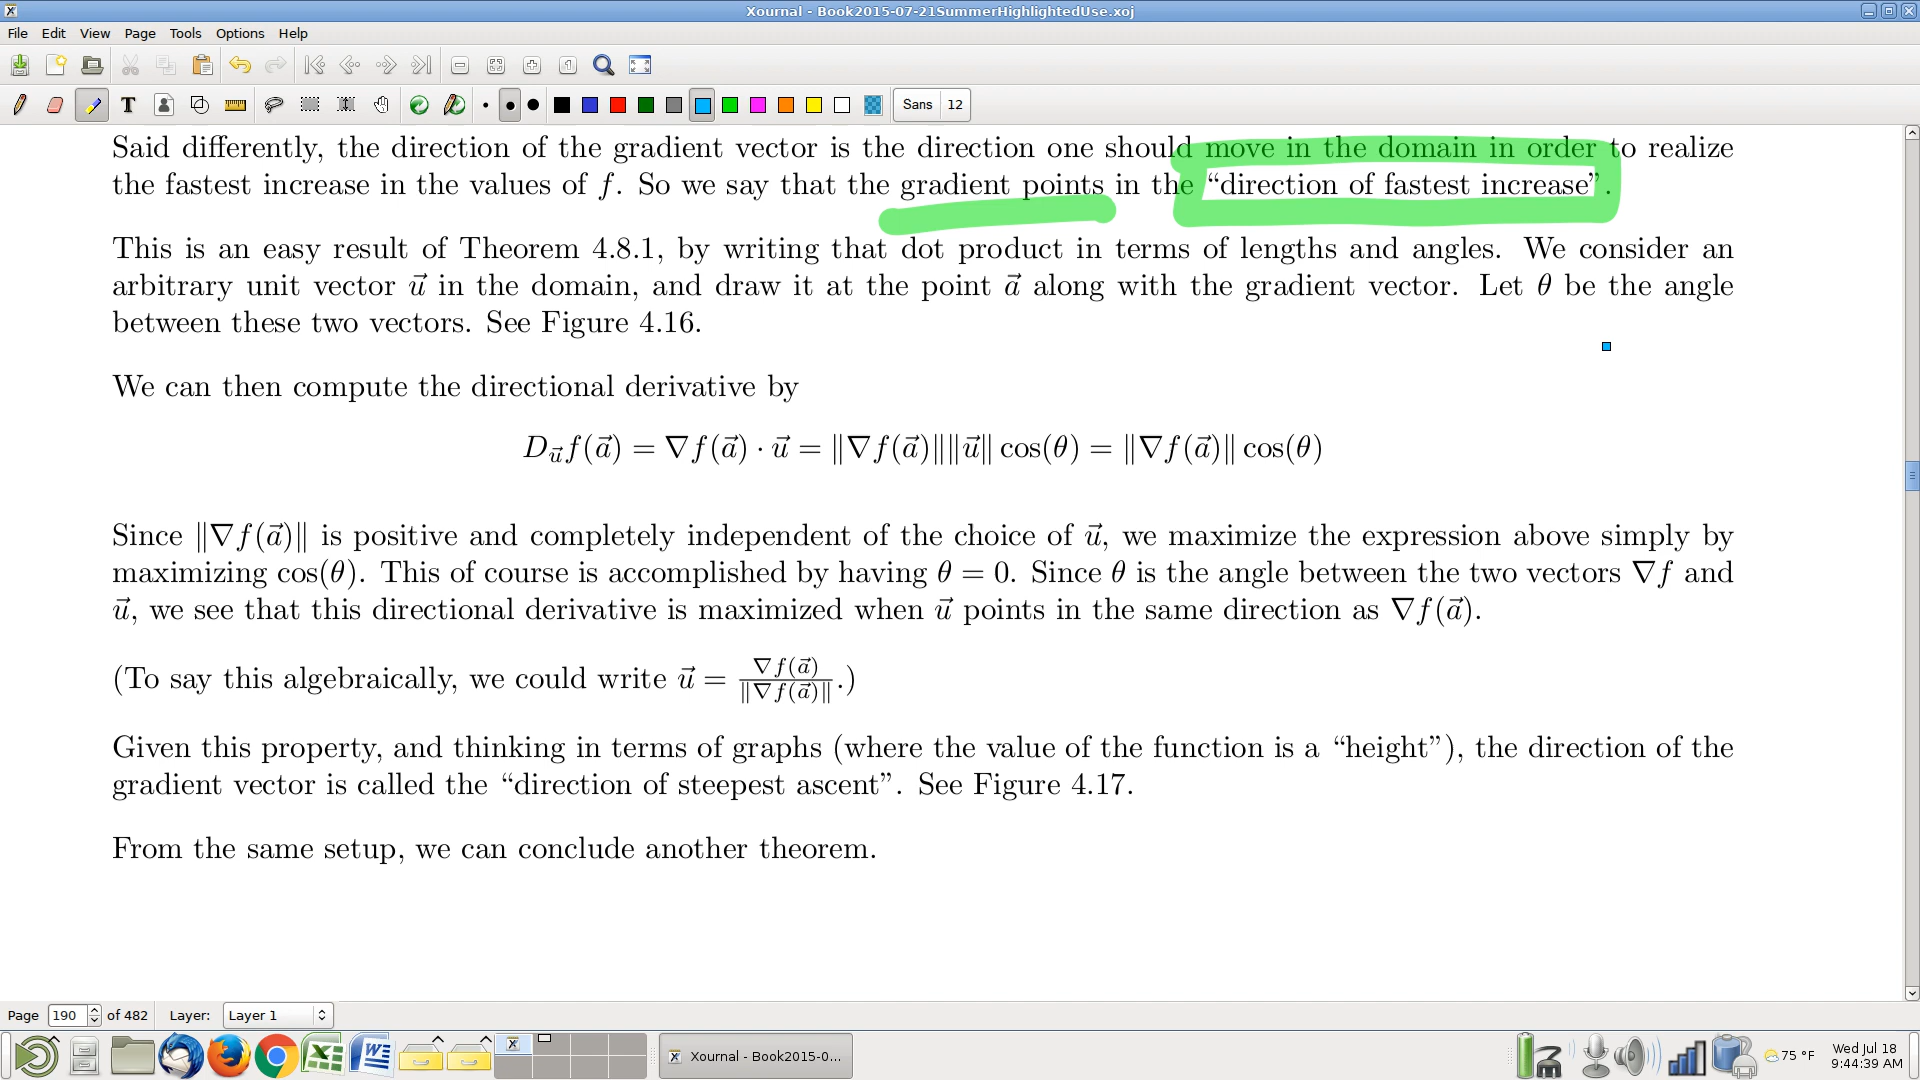 Xournal - Book2015-07-21SummerHighlightedUse.xoj
File Edit View Page Tools Options Help
Sans 12
Said differently, the direction of the gradient vector is the direction one should move in the domain in order to realize
the fastest increase in the values of f. So we say that the gradient points in the “direction of fastest increase”.
This is an easy result of Theorem 4.8.1, by writing that dot product in terms of lengths and angles. We consider an
arbitrary unit vector u⃗ in the domain, and draw it at the point a⃗ along with the gradient vector. Let θ be the angle
between these two vectors. See Figure 4.16.
We can then compute the directional derivative by
D_u⃗ f(a⃗) = ∇f(a⃗) · u⃗ = ‖∇f(a⃗)‖‖u⃗‖ cos(θ) = ‖∇f(a⃗)‖ cos(θ)
Since ‖∇f(a⃗)‖ is positive and completely independent of the choice of u⃗, we maximize the expression above simply by
maximizing cos(θ). This of course is accomplished by having θ = 0. Since θ is the angle between the two vectors ∇f and
u⃗, we see that this directional derivative is maximized when u⃗ points in the same direction as ∇f(a⃗).
(To say this algebraically, we could write u⃗ = ∇f(a⃗)/‖∇f(a⃗)‖.)
Given this property, and thinking in terms of graphs (where the value of the function is a “height”), the direction of the
gradient vector is called the “direction of steepest ascent”. See Figure 4.17.
From the same setup, we can conclude another theorem.
Page 190 of 482 Layer: Layer 1
Xournal - Book2015-0...
75 °F
Wed Jul 18
9:44:39 AM